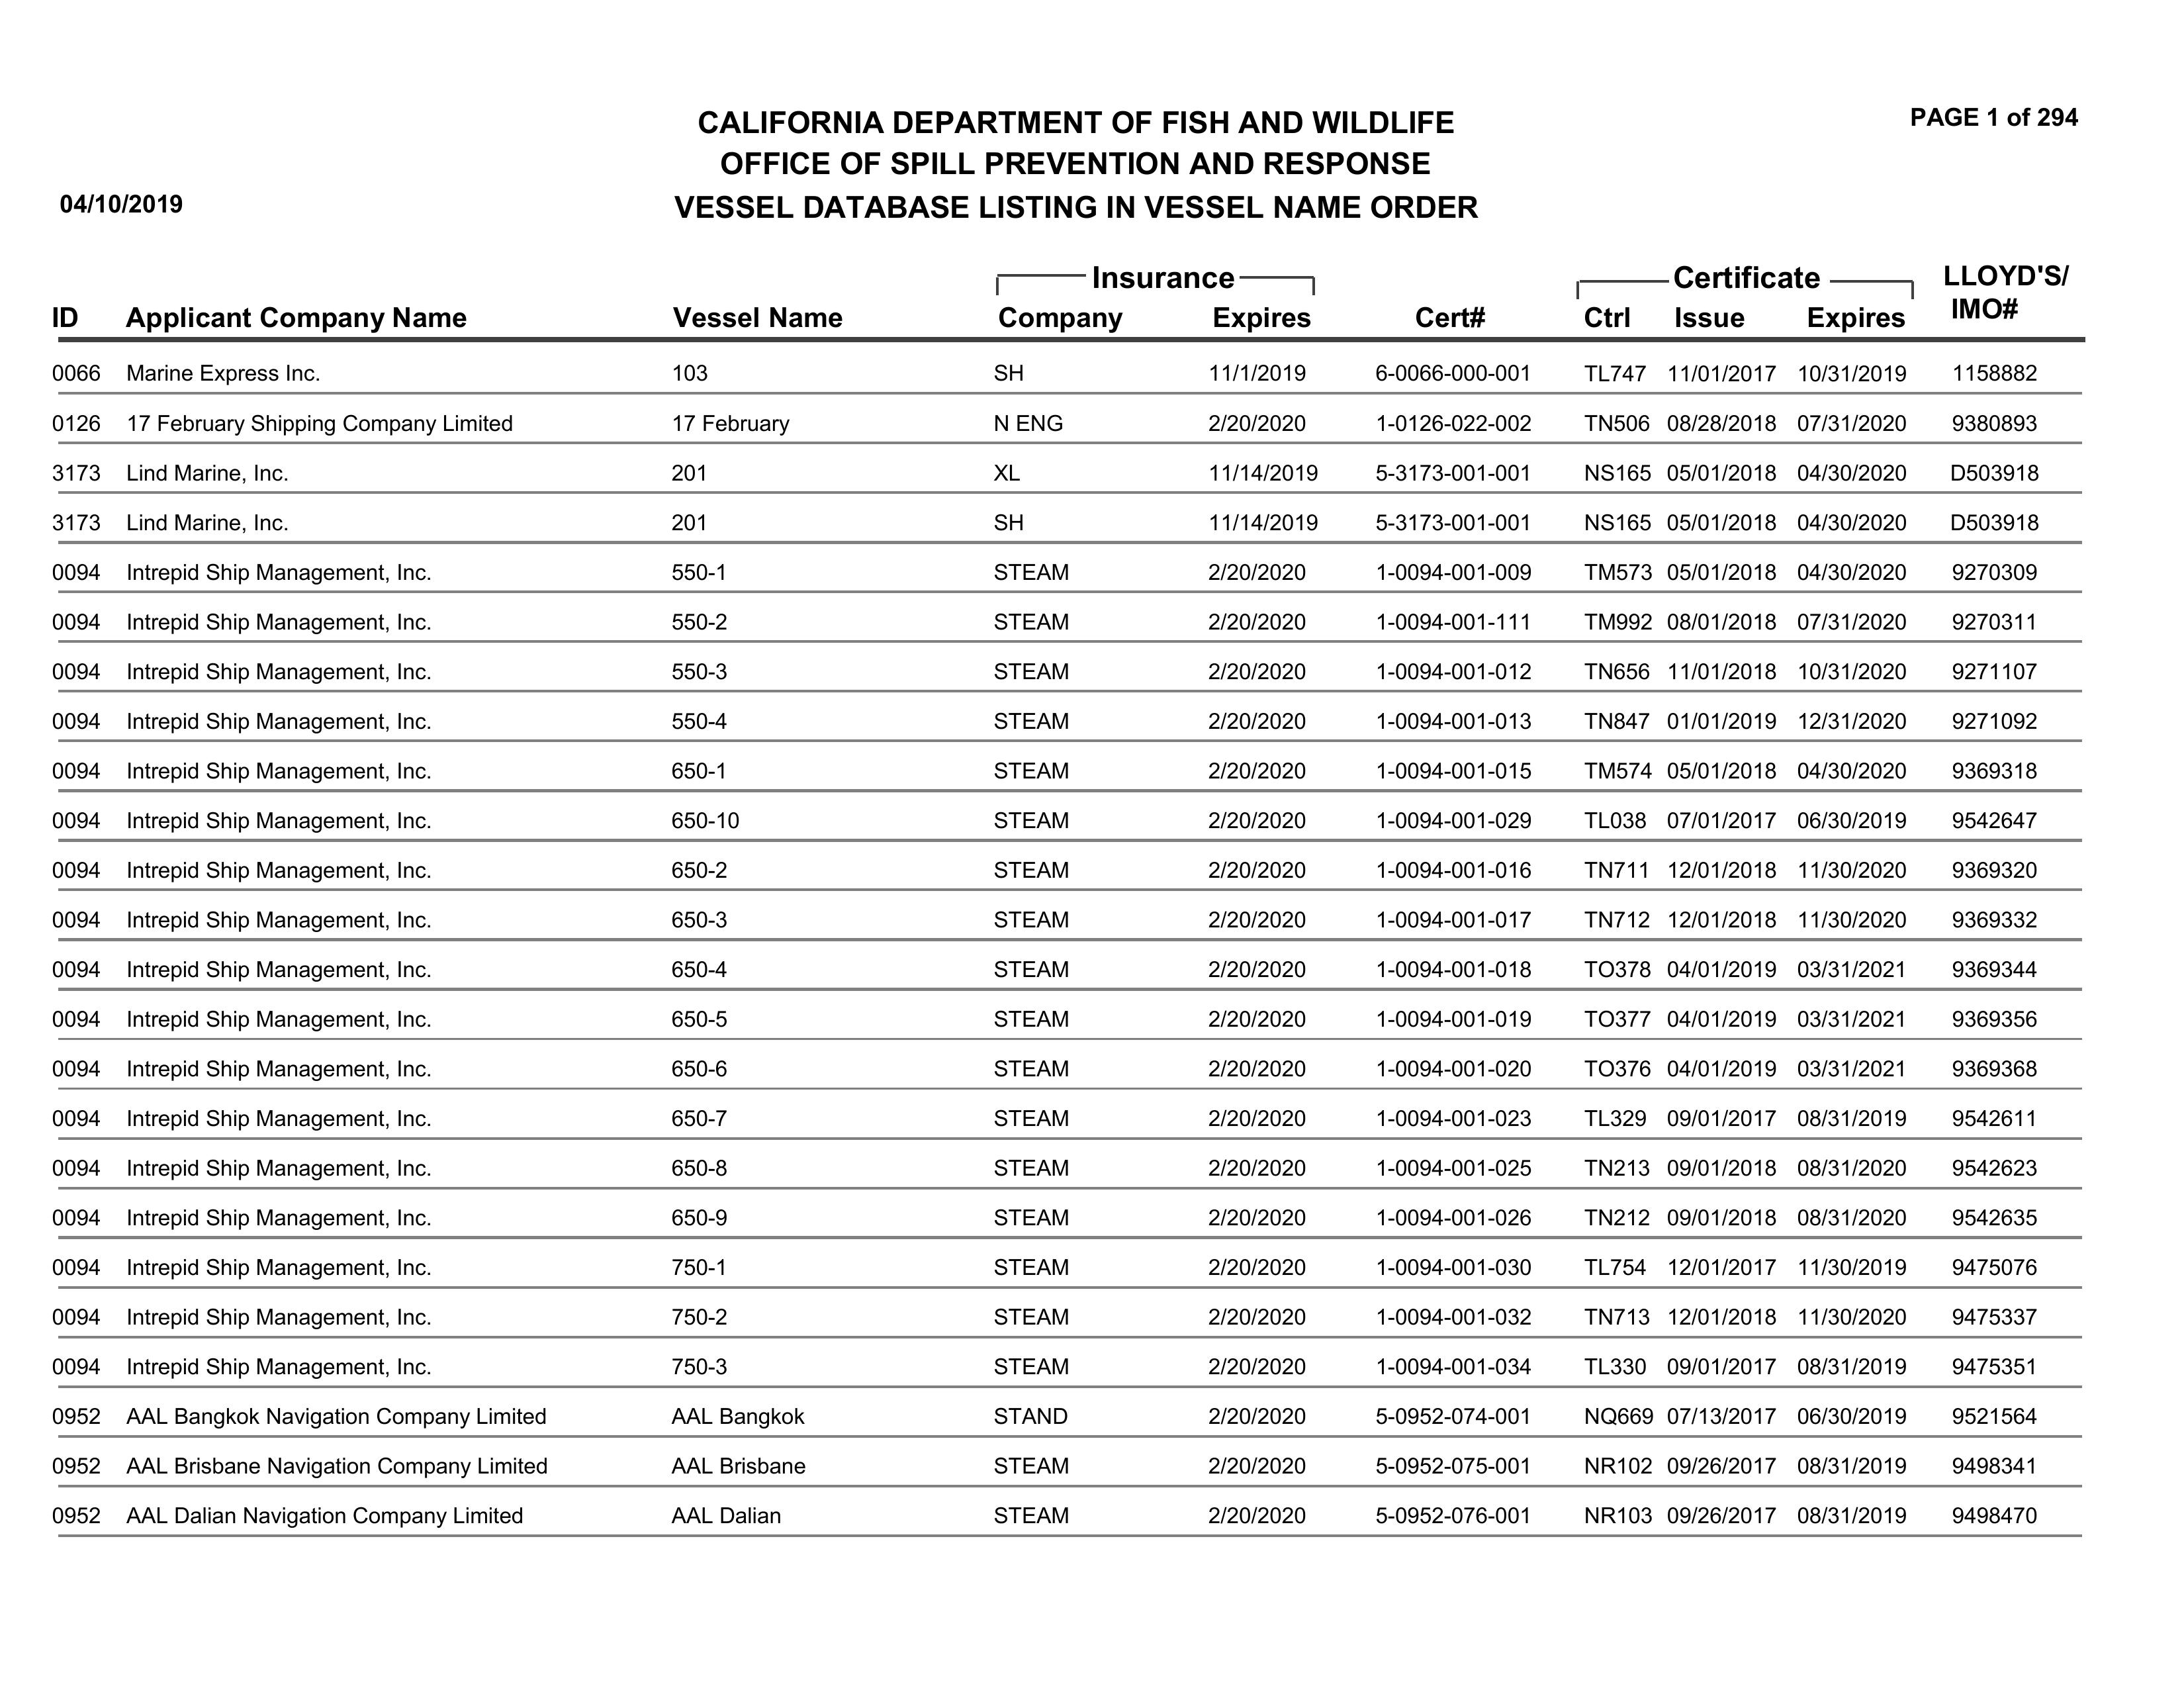 CALIFORNIA DEPARTMENT OF FISH AND WILDLIFE PAGE 1 of 294
OFFICE OF SPILL PREVENTION AND RESPONSE
04/10/2019 VESSEL DATABASE LISTING IN VESSEL NAME ORDER
Insurance Certificate LLOYD'S/
ID Applicant Company Name Vessel Name Company Expires Cert# Ctrl Issue Expires IMO#
0066 Marine Express Inc. 103 SH 11/1/2019 6-0066-000-001 TL747 11/01/2017 10/31/2019 1158882
0126 17 February Shipping Company Limited 17 February N ENG 2/20/2020 1-0126-022-002 TN506 08/28/2018 07/31/2020 9380893
3173 Lind Marine, Inc. 201 XL 11/14/2019 5-3173-001-001 NS165 05/01/2018 04/30/2020 D503918
3173 Lind Marine, Inc. 201 SH 11/14/2019 5-3173-001-001 NS165 05/01/2018 04/30/2020 D503918
0094 Intrepid Ship Management, Inc. 550-1 STEAM 2/20/2020 1-0094-001-009 TM573 05/01/2018 04/30/2020 9270309
0094 Intrepid Ship Management, Inc. 550-2 STEAM 2/20/2020 1-0094-001-111 TM992 08/01/2018 07/31/2020 9270311
0094 Intrepid Ship Management, Inc. 550-3 STEAM 2/20/2020 1-0094-001-012 TN656 11/01/2018 10/31/2020 9271107
0094 Intrepid Ship Management, Inc. 550-4 STEAM 2/20/2020 1-0094-001-013 TN847 01/01/2019 12/31/2020 9271092
0094 Intrepid Ship Management, Inc. 650-1 STEAM 2/20/2020 1-0094-001-015 TM574 05/01/2018 04/30/2020 9369318
0094 Intrepid Ship Management, Inc. 650-10 STEAM 2/20/2020 1-0094-001-029 TL038 07/01/2017 06/30/2019 9542647
0094 Intrepid Ship Management, Inc. 650-2 STEAM 2/20/2020 1-0094-001-016 TN711 12/01/2018 11/30/2020 9369320
0094 Intrepid Ship Management, Inc. 650-3 STEAM 2/20/2020 1-0094-001-017 TN712 12/01/2018 11/30/2020 9369332
0094 Intrepid Ship Management, Inc. 650-4 STEAM 2/20/2020 1-0094-001-018 TO378 04/01/2019 03/31/2021 9369344
0094 Intrepid Ship Management, Inc. 650-5 STEAM 2/20/2020 1-0094-001-019 TO377 04/01/2019 03/31/2021 9369356
0094 Intrepid Ship Management, Inc. 650-6 STEAM 2/20/2020 1-0094-001-020 TO376 04/01/2019 03/31/2021 9369368
0094 Intrepid Ship Management, Inc. 650-7 STEAM 2/20/2020 1-0094-001-023 TL329 09/01/2017 08/31/2019 9542611
0094 Intrepid Ship Management, Inc. 650-8 STEAM 2/20/2020 1-0094-001-025 TN213 09/01/2018 08/31/2020 9542623
0094 Intrepid Ship Management, Inc. 650-9 STEAM 2/20/2020 1-0094-001-026 TN212 09/01/2018 08/31/2020 9542635
0094 Intrepid Ship Management, Inc. 750-1 STEAM 2/20/2020 1-0094-001-030 TL754 12/01/2017 11/30/2019 9475076
0094 Intrepid Ship Management, Inc. 750-2 STEAM 2/20/2020 1-0094-001-032 TN713 12/01/2018 11/30/2020 9475337
0094 Intrepid Ship Management, Inc. 750-3 STEAM 2/20/2020 1-0094-001-034 TL330 09/01/2017 08/31/2019 9475351
0952 AAL Bangkok Navigation Company Limited AAL Bangkok STAND 2/20/2020 5-0952-074-001 NQ669 07/13/2017 06/30/2019 9521564
0952 AAL Brisbane Navigation Company Limited AAL Brisbane STEAM 2/20/2020 5-0952-075-001 NR102 09/26/2017 08/31/2019 9498341
0952 AAL Dalian Navigation Company Limited AAL Dalian STEAM 2/20/2020 5-0952-076-001 NR103 09/26/2017 08/31/2019 9498470